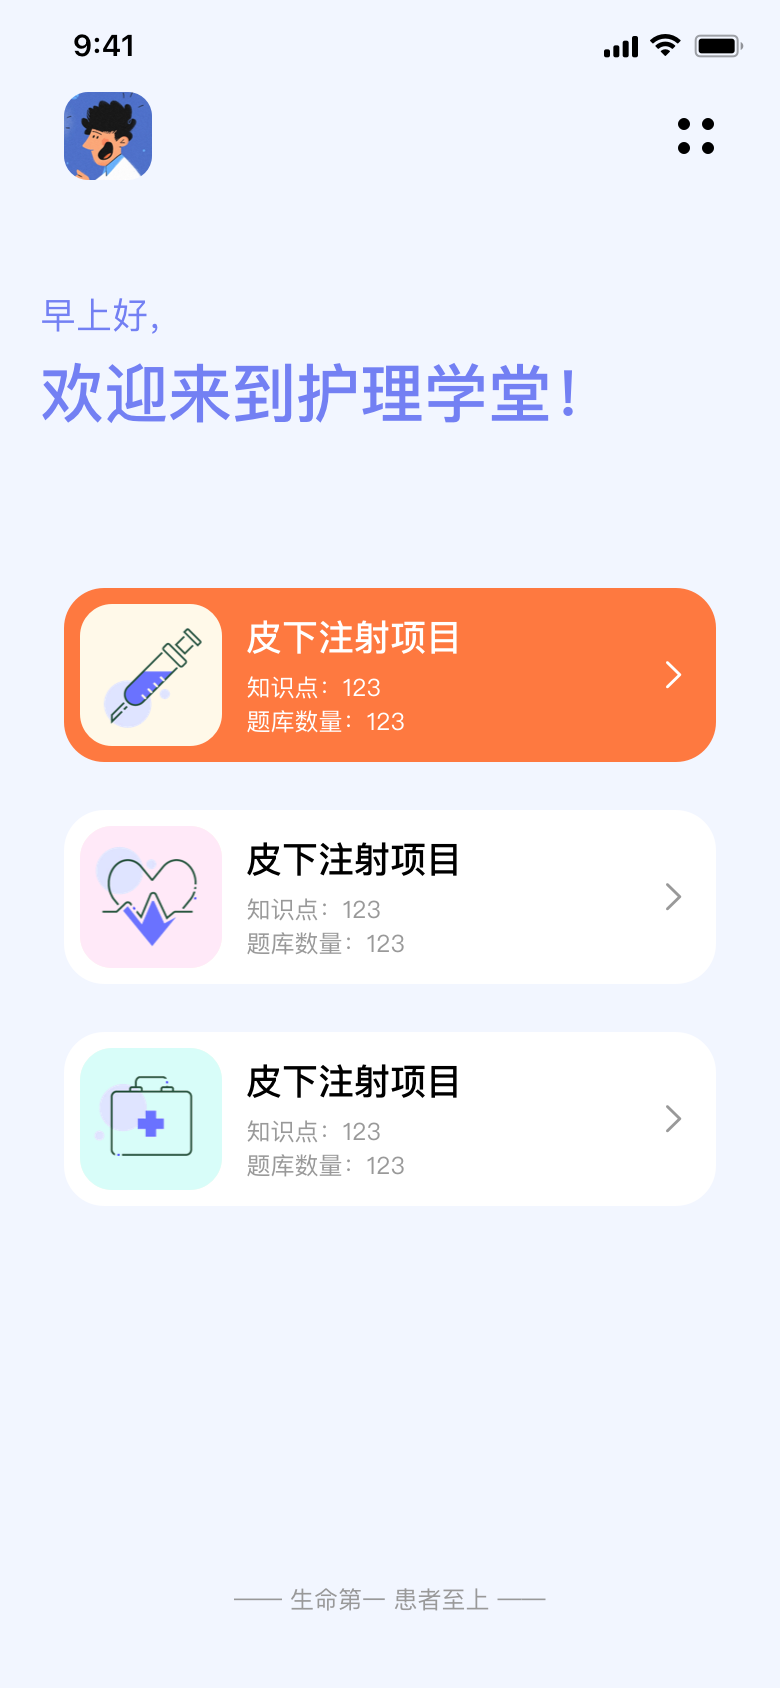 9:41
早上好,
欢迎来到护理学堂!
皮下注射项目
知识点：123
题库数量：123
皮下注射项目
知识点：123
题库数量：123
皮下注射项目
知识点：123
题库数量：123
—— 生命第一 患者至上 ——